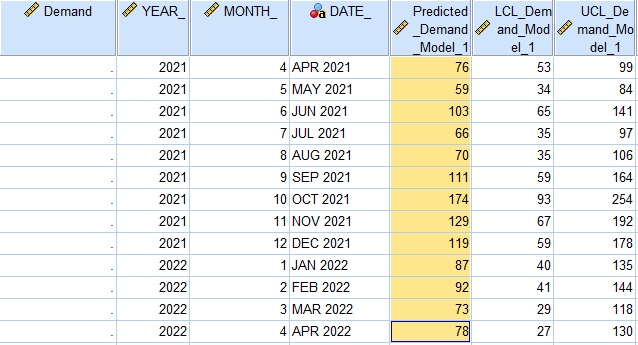 Demand YEAR_ MONTH_ DATE_ Predicted LCL_Dem UCL_De
_Demand and_Mod mand_Mo
_Model_1 el_1 del_1
. 2021 4 APR 2021 76 53 99
. 2021 5 MAY 2021 59 34 84
. 2021 6 JUN 2021 103 65 141
. 2021 7 JUL 2021 66 35 97
. 2021 8 AUG 2021 70 35 106
. 2021 9 SEP 2021 111 59 164
. 2021 10 OCT 2021 174 93 254
. 2021 11 NOV 2021 129 67 192
. 2021 12 DEC 2021 119 59 178
. 2022 1 JAN 2022 87 40 135
. 2022 2 FEB 2022 92 41 144
. 2022 3 MAR 2022 73 29 118
. 2022 4 APR 2022 78 27 130